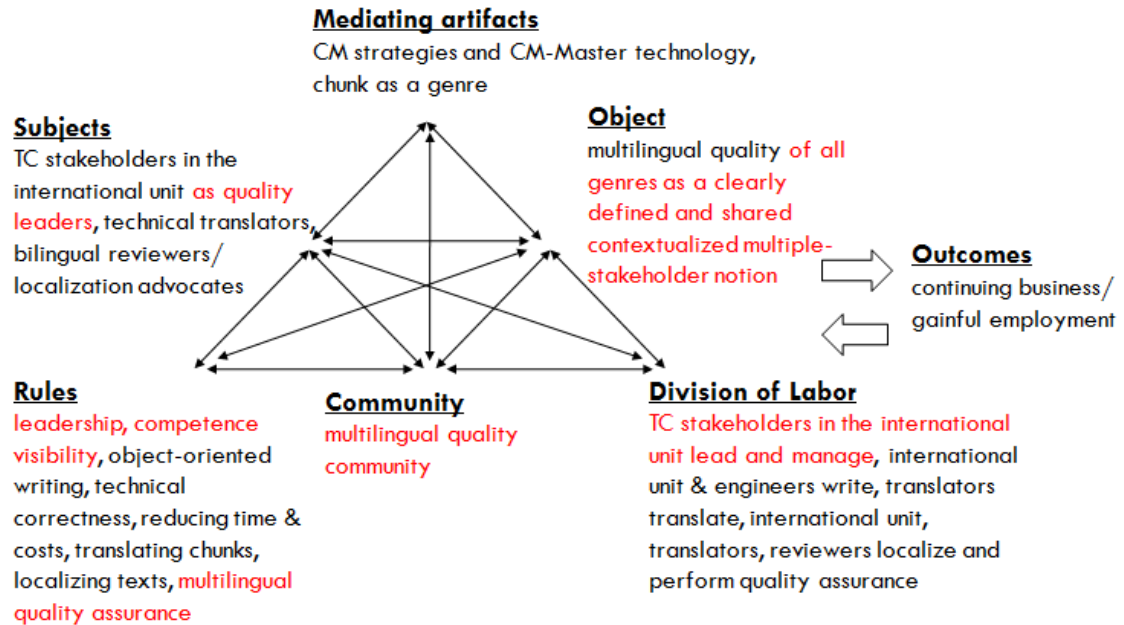 Mediating artifacts
CM strategies and CM-Master technology,
chunk as a genre
Subjects
TC stakeholders in the
international unit as quality
leaders, technical translators,
bilingual reviewers/
localization advocates
Object
multilingual quality of all
genres as a clearly
defined and shared
contextualized multiple-
stakeholder notion
Outcomes
continuing business/
gainful employment
Rules
leadership, competence
visibility, object-oriented
writing, technical
correctness, reducing time &
costs, translating chunks,
localizing texts, multilingual
quality assurance
Community
multilingual quality
community
Division of Labor
TC stakeholders in the international
unit lead and manage, international
unit & engineers write, translators
translate, international unit,
translators, reviewers localize and
perform quality assurance